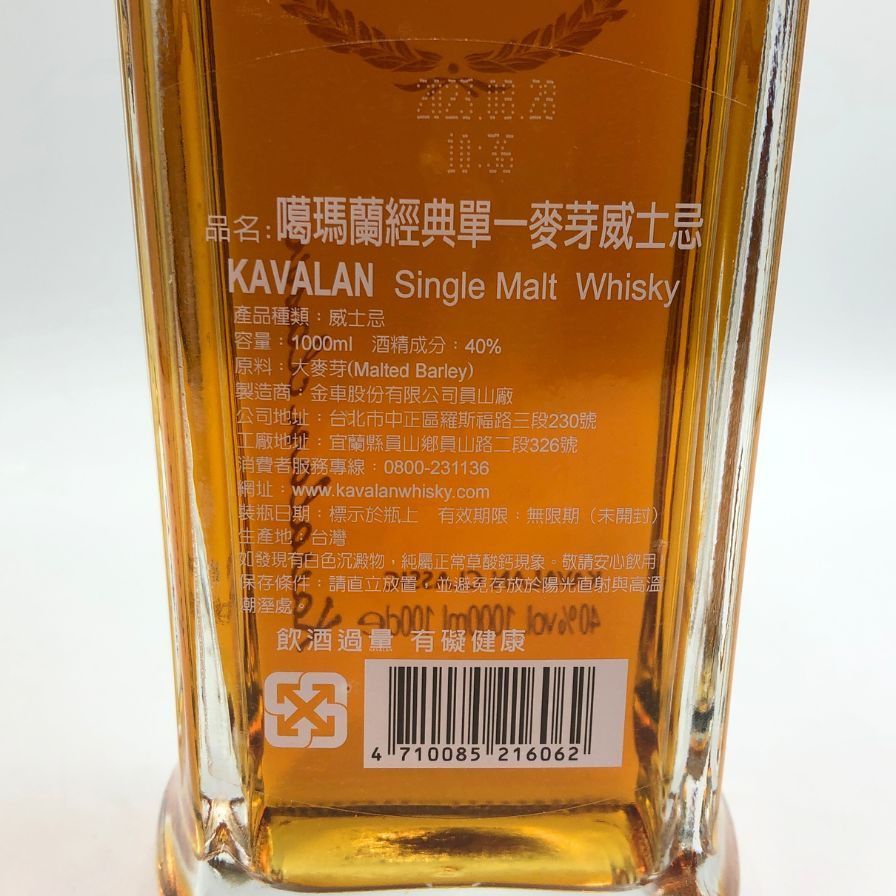 2023.03.28
10:36
品名:噶瑪蘭經典單一麥芽威士忌
KAVALAN Single Malt Whisky
產品種類：威士忌
容量：1000ml 酒精成分：40%
原料：大麥芽(Malted Barley)
製造商：金車股份有限公司員山廠
公司地址：台北市中正區羅斯福路三段230號
工廠地址：宜蘭縣員山鄉員山路二段326號
消費者服務專線：0800-231136
網址：www.kavalanwhisky.com
裝瓶日期：標示於瓶上 有效期限：無限期（未開封）
生產地：台灣
如發現有白色沉澱物，純屬正常草酸鈣現象。敬請安心飲用
保存條件：請直立放置，並避免存放於陽光直射與高溫
潮溼處。
40%vol 1000ml 100cl e
飲酒過量 有礙健康
4 710085 216062